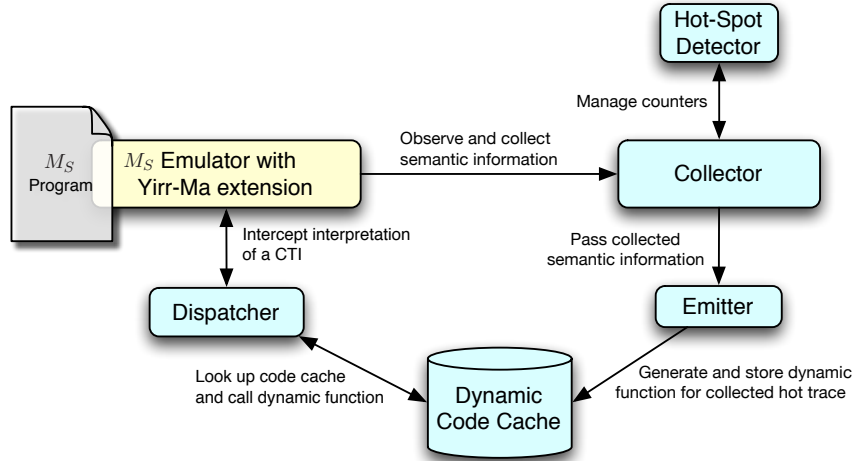 Hot-Spot
Detector
Manage counters
Observe and collect
semantic information
M_S
Program
M_S Emulator with
Yirr-Ma extension
Collector
Intercept interpretation
of a CTI
Pass collected
semantic information
Dispatcher
Emitter
Look up code cache
and call dynamic function
Dynamic
Code Cache
Generate and store dynamic
function for collected hot trace